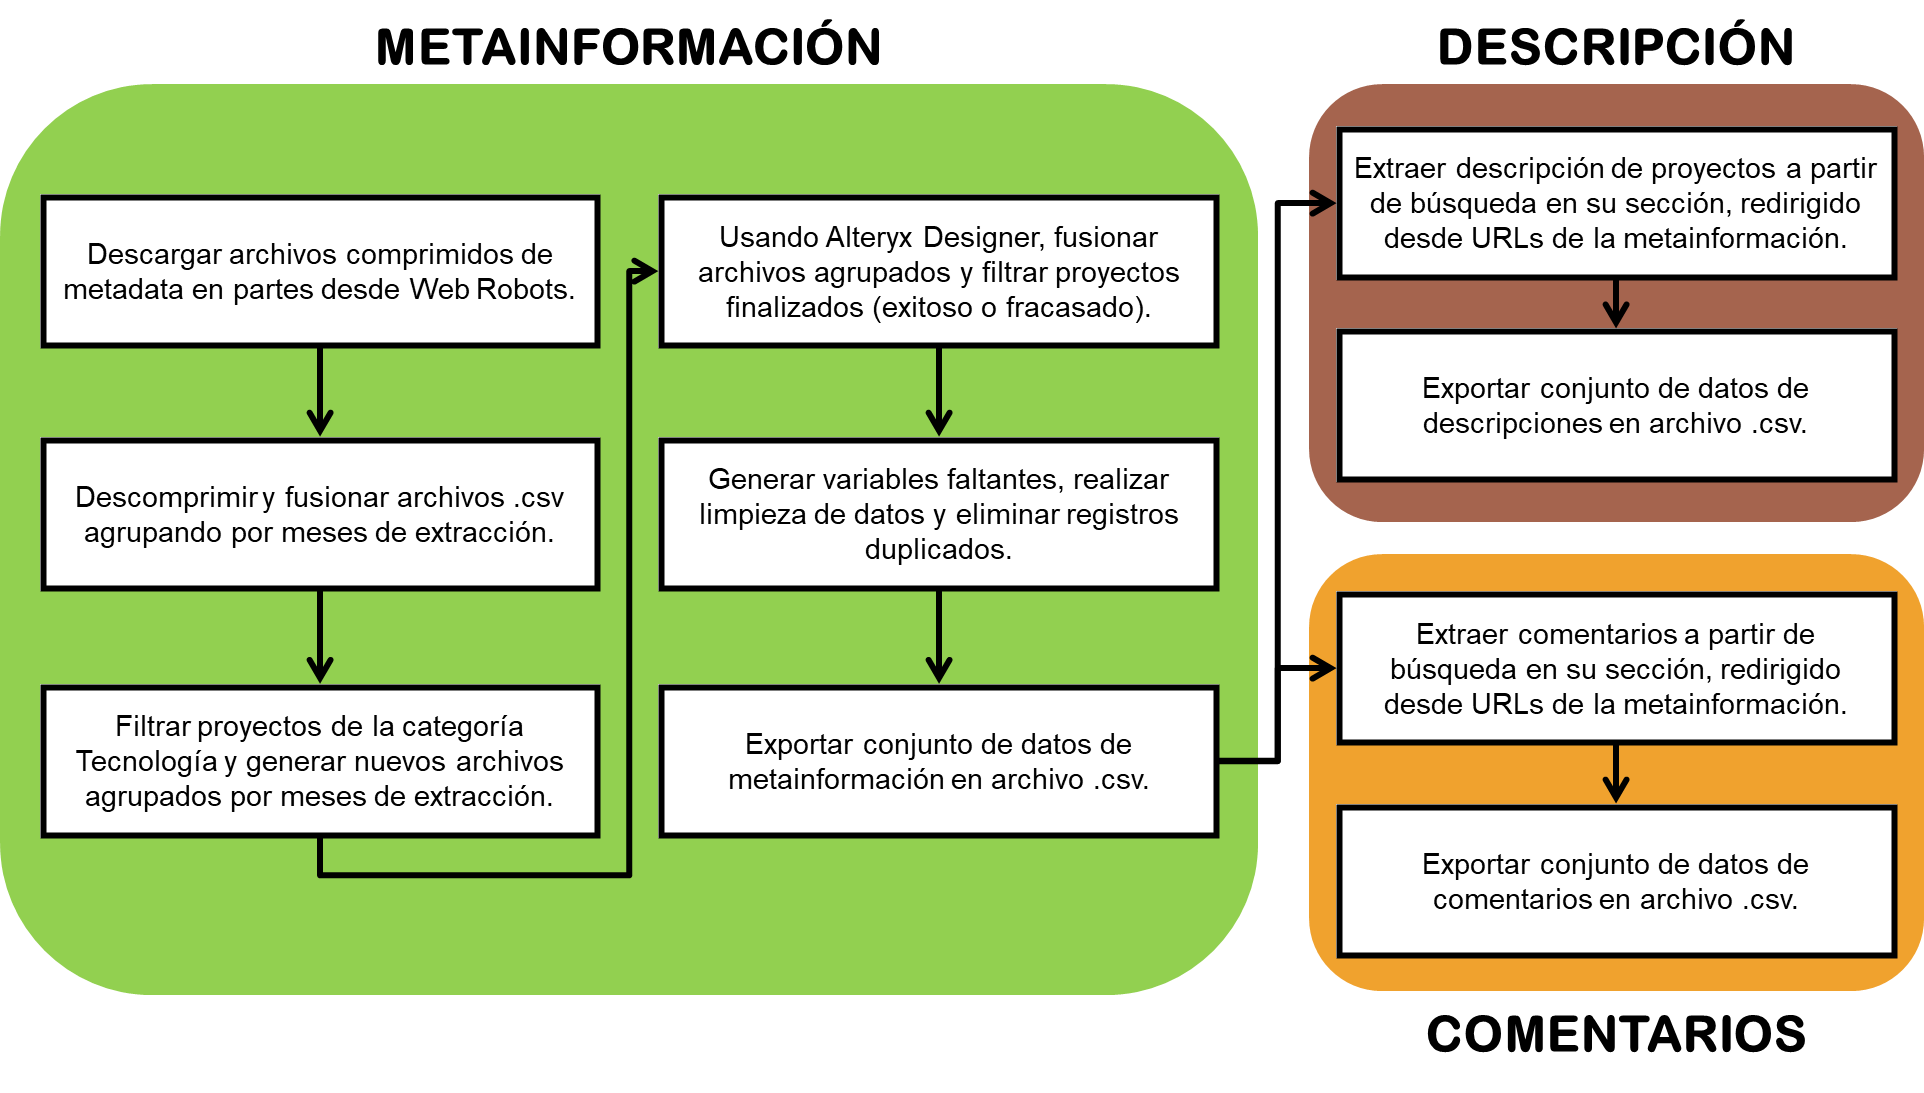 METAINFORMACIÓN
Descargar archivos comprimidos de
metadata en partes desde Web Robots.
Descomprimir y fusionar archivos .csv
agrupando por meses de extracción.
Filtrar proyectos de la categoría
Tecnología y generar nuevos archivos
agrupados por meses de extracción.
Usando Alteryx Designer, fusionar
archivos agrupados y filtrar proyectos
finalizados (exitoso o fracasado).
Generar variables faltantes, realizar
limpieza de datos y eliminar registros
duplicados.
Exportar conjunto de datos de
metainformación en archivo .csv.
DESCRIPCIÓN
Extraer descripción de proyectos a partir
de búsqueda en su sección, redirigido
desde URLs de la metainformación.
Exportar conjunto de datos de
descripciones en archivo .csv.
Extraer comentarios a partir de
búsqueda en su sección, redirigido
desde URLs de la metainformación.
Exportar conjunto de datos de
comentarios en archivo .csv.
COMENTARIOS